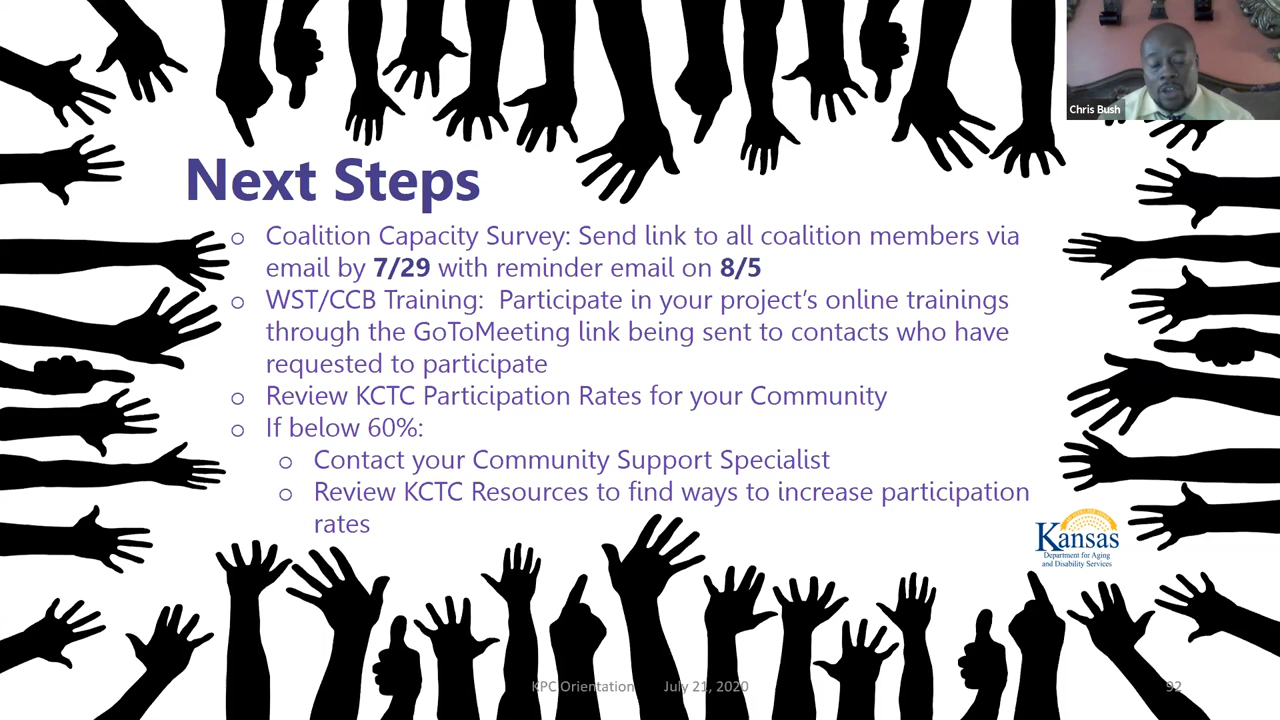 Chris Bush
Next Steps
o Coalition Capacity Survey: Send link to all coalition members via
email by 7/29 with reminder email on 8/5
o WST/CCB Training: Participate in your project's online trainings
through the GoToMeeting link being sent to contacts who have
requested to participate
o Review KCTC Participation Rates for your Community
o If below 60%:
o Contact your Community Support Specialist
o Review KCTC Resources to find ways to increase participation
rates
Kansas
Department for Aging
and Disability Services
KPC Orientation July 21, 2020
92